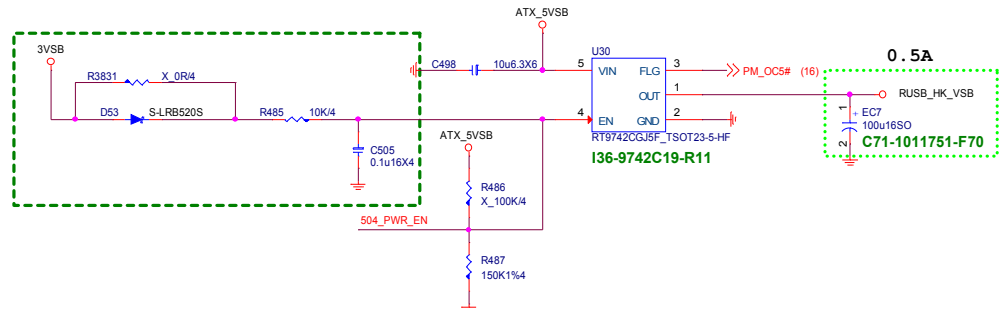 ATX_5VSB
3VSB
U30
C498
10u6.3X6
5
VIN
FLG
3
PM_OC5#
(16)
0.5A
R3831
X_0R/4
OUT
1
RUSB_HK_VSB
D53
S-LRB520S
R485
10K/4
4
EN
GND
2
1
+
EC7
100u16SO
2
C71-1011751-F70
RT9742CGJ5F_TSOT23-5-HF
I36-9742C19-R11
ATX_5VSB
C505
0.1u16X4
R486
X_100K/4
504_PWR_EN
R487
150K1%4